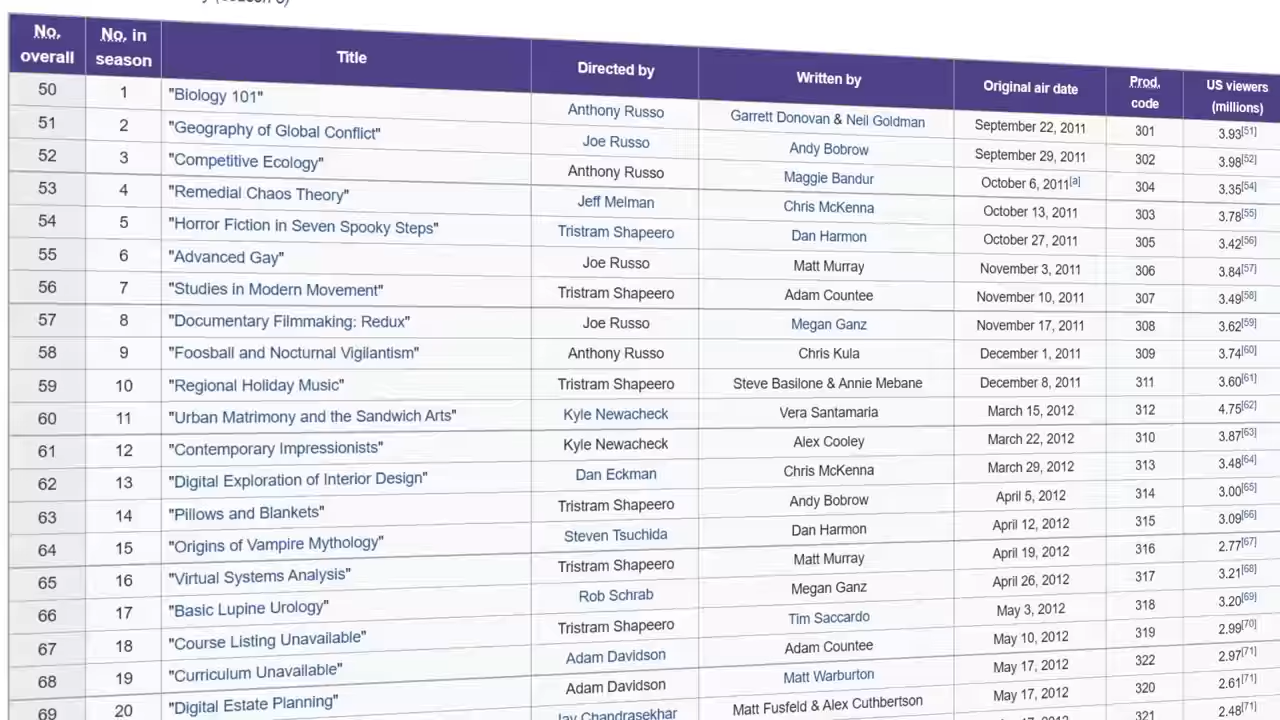 No. overall No. in season Title Directed by Written by Original air date Prod. code US viewers (millions)
50 1 "Biology 101" Anthony Russo Garrett Donovan & Neil Goldman September 22, 2011 301 3.93[51]
51 2 "Geography of Global Conflict" Joe Russo Andy Bobrow September 29, 2011 302 3.98[52]
52 3 "Competitive Ecology" Anthony Russo Maggie Bandur October 6, 2011[a] 304 3.35[54]
53 4 "Remedial Chaos Theory" Jeff Melman Chris McKenna October 13, 2011 303 3.78[55]
54 5 "Horror Fiction in Seven Spooky Steps" Tristram Shapeero Dan Harmon October 27, 2011 305 3.42[56]
55 6 "Advanced Gay" Joe Russo Matt Murray November 3, 2011 306 3.84[57]
56 7 "Studies in Modern Movement" Tristram Shapeero Adam Countee November 10, 2011 307 3.49[58]
57 8 "Documentary Filmmaking: Redux" Joe Russo Megan Ganz November 17, 2011 308 3.62[59]
58 9 "Foosball and Nocturnal Vigilantism" Anthony Russo Chris Kula December 1, 2011 309 3.74[60]
59 10 "Regional Holiday Music" Tristram Shapeero Steve Basilone & Annie Mebane December 8, 2011 311 3.60[61]
60 11 "Urban Matrimony and the Sandwich Arts" Kyle Newacheck Vera Santamaria March 15, 2012 312 4.75[62]
61 12 "Contemporary Impressionists" Kyle Newacheck Alex Cooley March 22, 2012 310 3.87[63]
62 13 "Digital Exploration of Interior Design" Dan Eckman Chris McKenna March 29, 2012 313 3.48[64]
63 14 "Pillows and Blankets" Tristram Shapeero Andy Bobrow April 5, 2012 314 3.00[65]
64 15 "Origins of Vampire Mythology" Steven Tsuchida Dan Harmon April 12, 2012 315 3.09[66]
65 16 "Virtual Systems Analysis" Tristram Shapeero Matt Murray April 19, 2012 316 2.77[67]
66 17 "Basic Lupine Urology" Rob Schrab Megan Ganz April 26, 2012 317 3.21[68]
67 18 "Course Listing Unavailable" Tristram Shapeero Tim Saccardo May 3, 2012 318 3.20[69]
68 19 "Curriculum Unavailable" Adam Davidson Adam Countee May 10, 2012 319 2.99[70]
69 20 "Digital Estate Planning" Adam Davidson Matt Warburton May 17, 2012 322 2.97[71]
Jay Chandrasekhar Matt Fusfeld & Alex Cuthbertson May 17, 2012 320 2.61[71]
321 2.48[71]